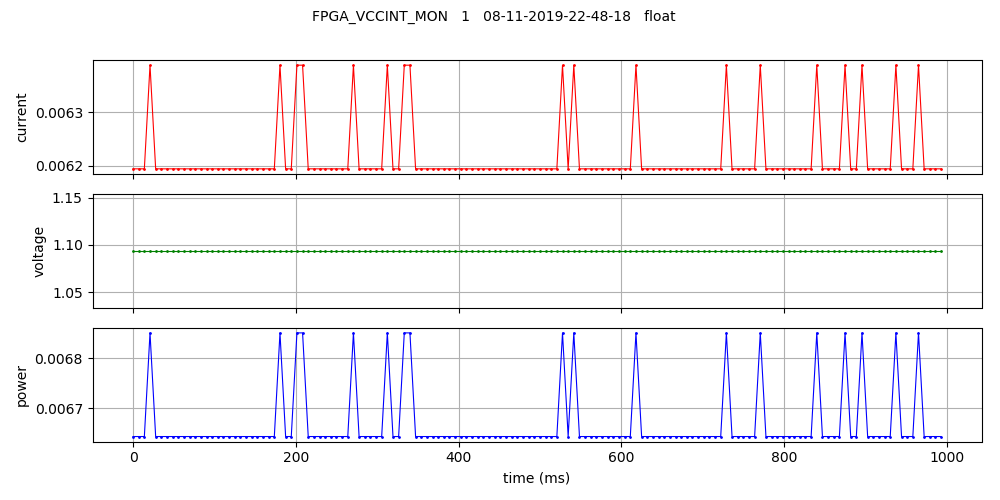 FPGA_VCCINT_MON 1 08-11-2019-22-48-18 float
current
0.0063
0.0062
voltage
1.15
1.10
1.05
power
0.0068
0.0067
0 200 400 600 800 1000
time (ms)